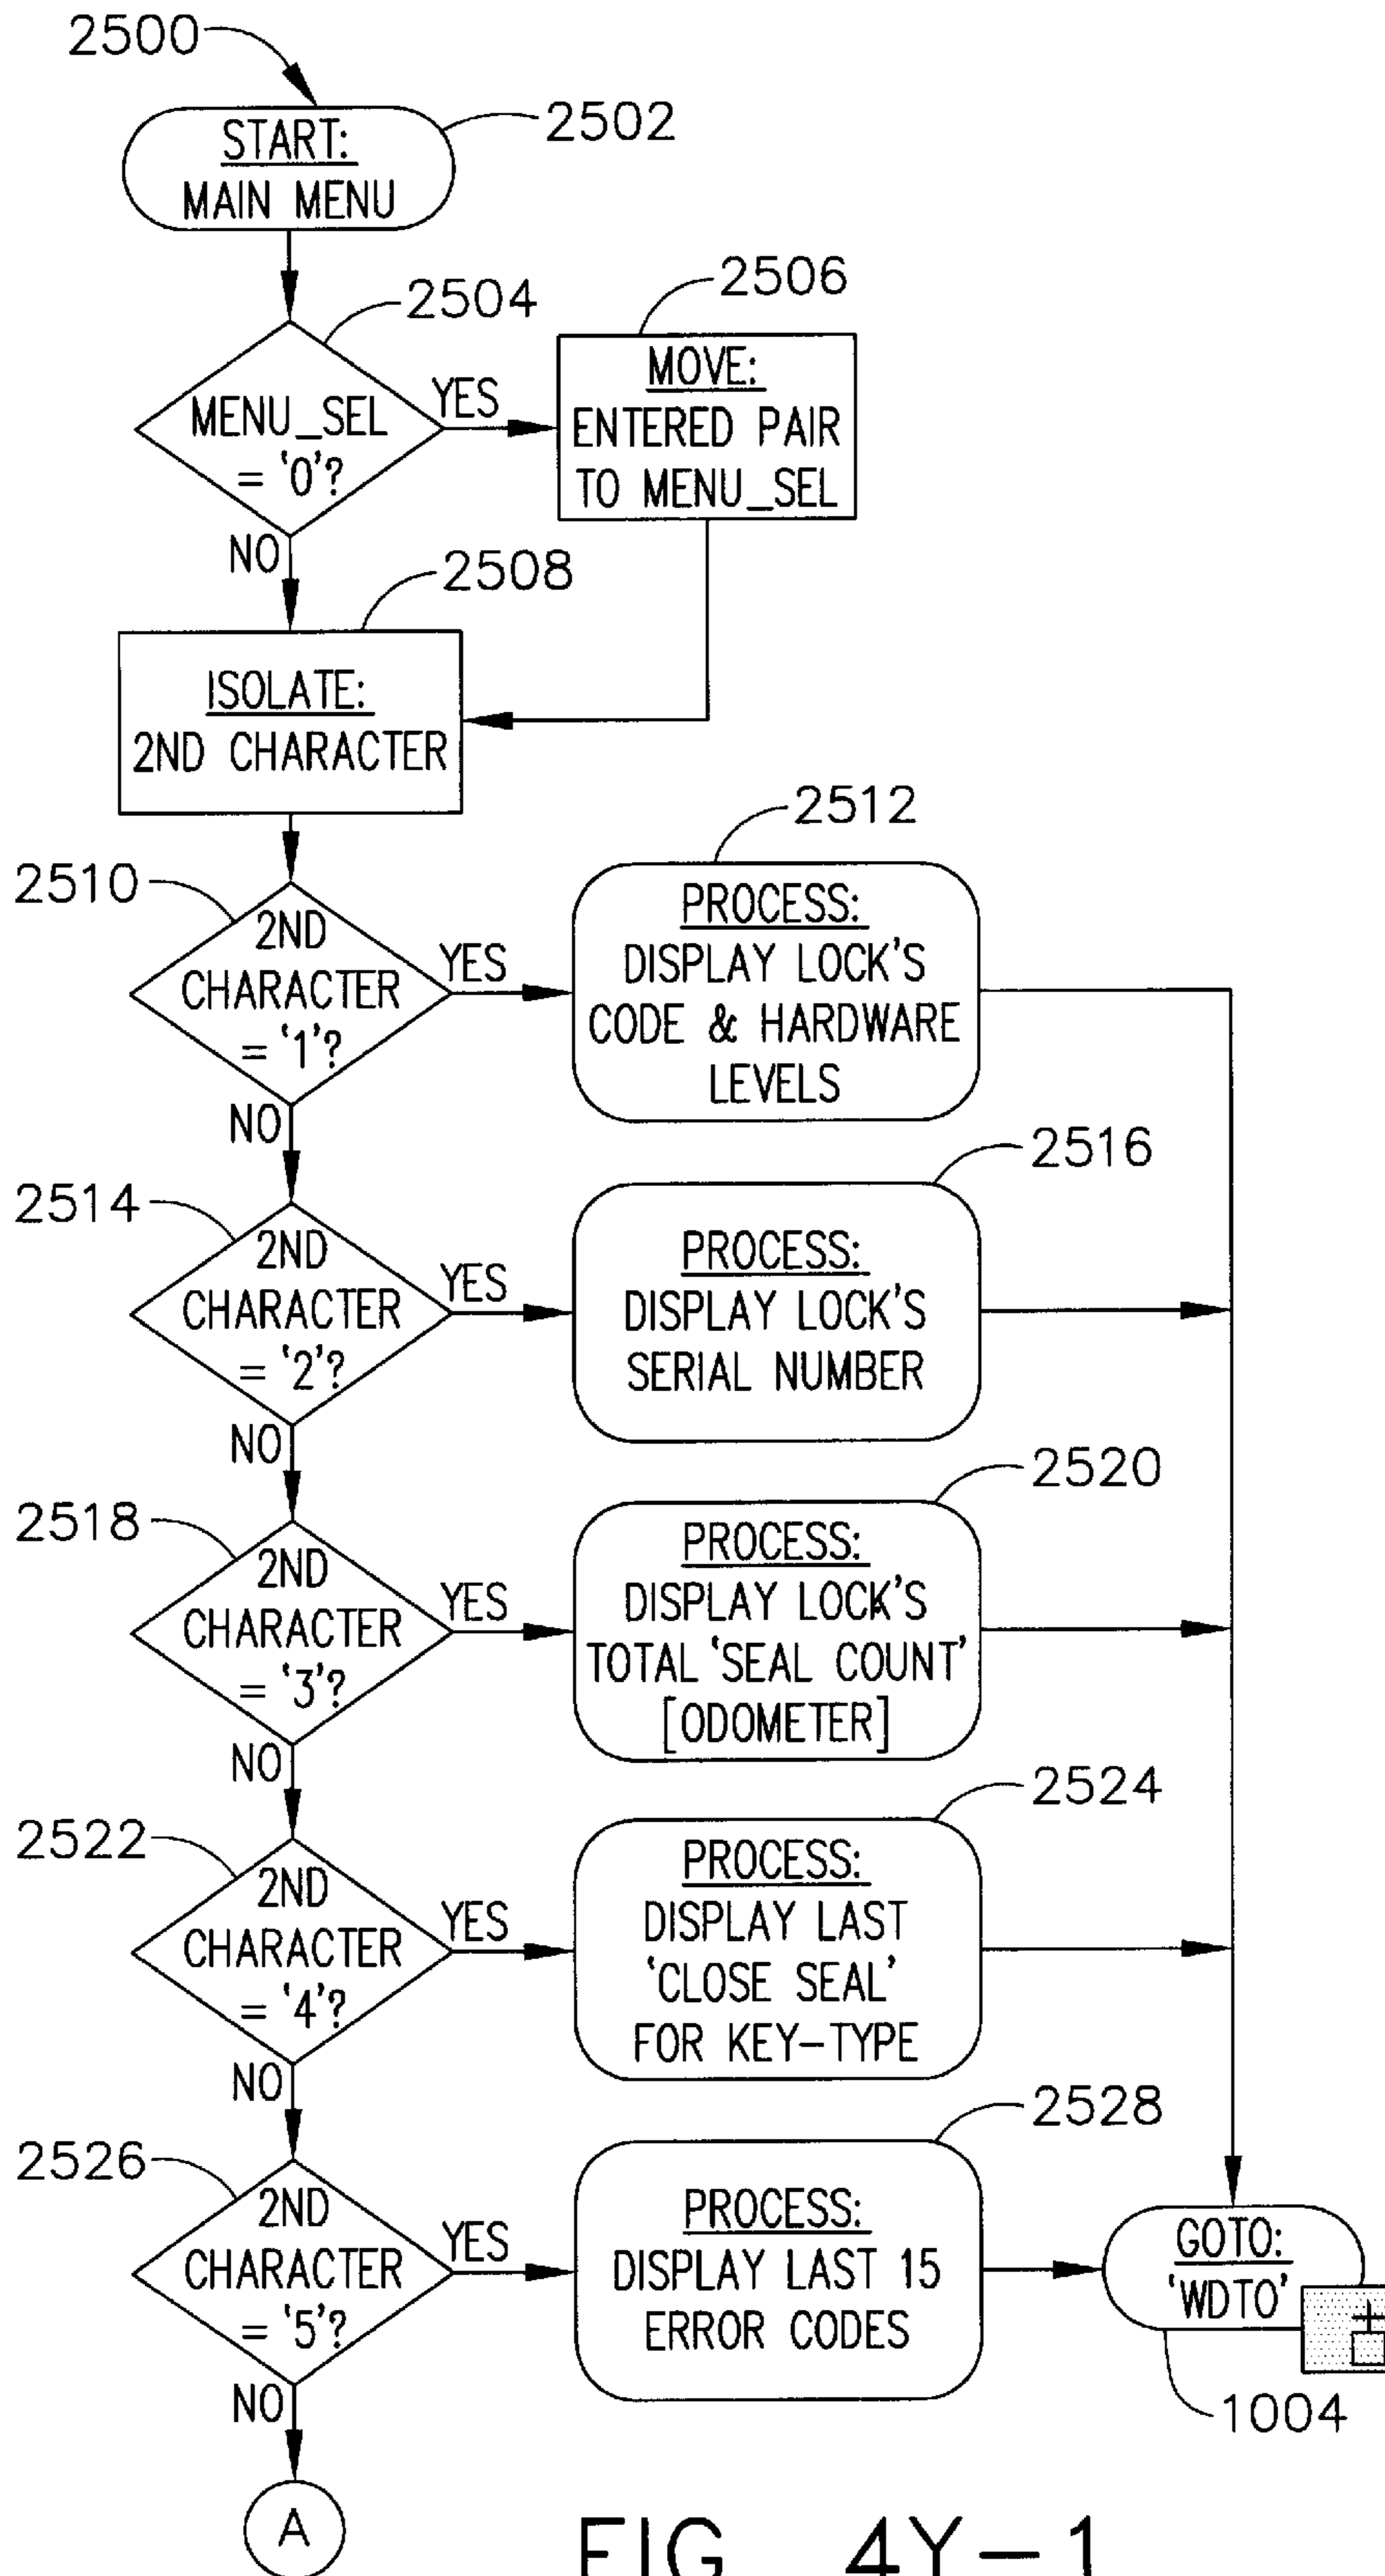 2500
START:
MAIN MENU
2502
2504
MENU_SEL
= '0'?
YES
NO
2506
MOVE:
ENTERED PAIR
TO MENU_SEL
2508
ISOLATE:
2ND CHARACTER
2510
2ND
CHARACTER
= '1'?
YES
NO
2512
PROCESS:
DISPLAY LOCK'S
CODE & HARDWARE
LEVELS
2514
2ND
CHARACTER
= '2'?
YES
NO
2516
PROCESS:
DISPLAY LOCK'S
SERIAL NUMBER
2518
2ND
CHARACTER
= '3'?
YES
NO
2520
PROCESS:
DISPLAY LOCK'S
TOTAL 'SEAL COUNT'
[ODOMETER]
2522
2ND
CHARACTER
= '4'?
YES
NO
2524
PROCESS:
DISPLAY LAST
'CLOSE SEAL'
FOR KEY-TYPE
2526
2ND
CHARACTER
= '5'?
YES
NO
2528
PROCESS:
DISPLAY LAST 15
ERROR CODES
GOTO:
'WDTO'
1004
A
FIG. 4Y-1